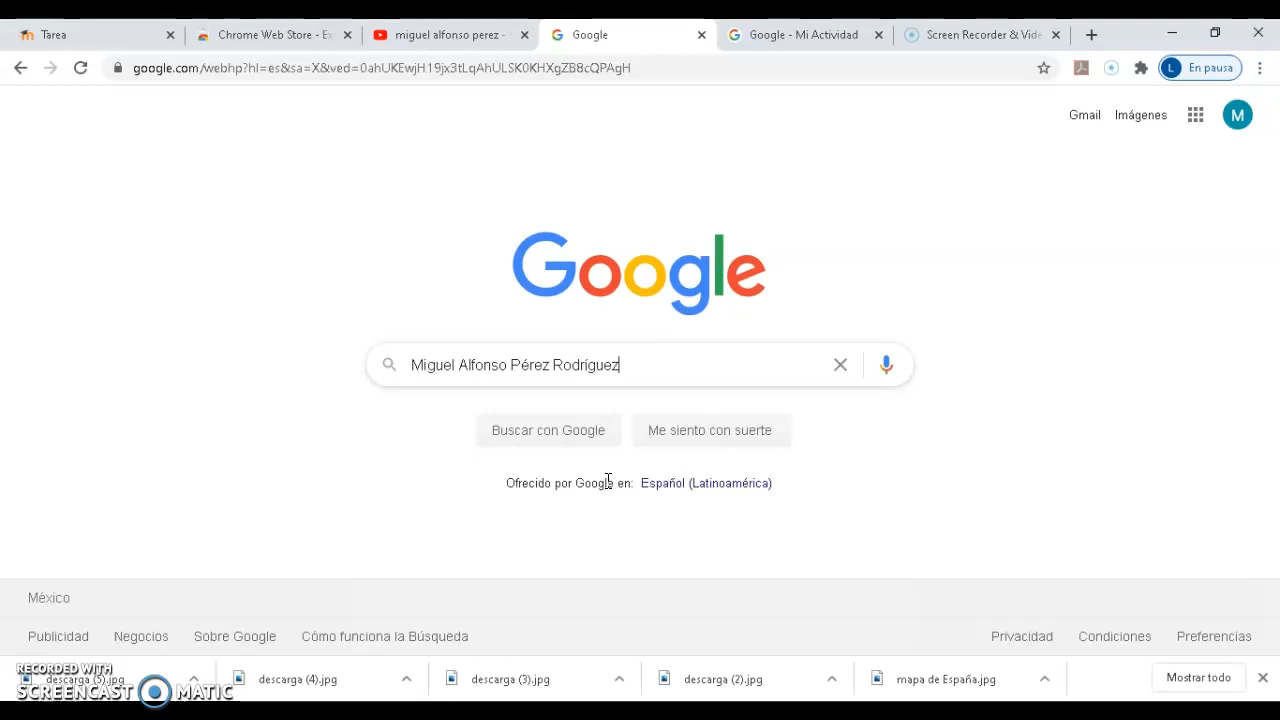 Tarea
Chrome Web Store - Ex
miguel alfonso perez -
Google
Google - Mi Actividad
Screen Recorder & Vide
google.com/webhp?hl=es&sa=X&ved=0ahUKEwjH19jx3tLqAhULSK0KHXgZB8cQPAgH
L En pausa
Gmail Imágenes M
Google
Miguel Alfonso Pérez Rodríguez
Buscar con Google Me siento con suerte
Ofrecido por Google en: Español (Latinoamérica)
México
Publicidad Negocios Sobre Google Cómo funciona la Búsqueda Privacidad Condiciones Preferencias
RECORDED WITH
SCREENCAST MATIC
descarga (5).jpg descarga (4).jpg descarga (3).jpg descarga (2).jpg mapa de España.jpg Mostrar todo